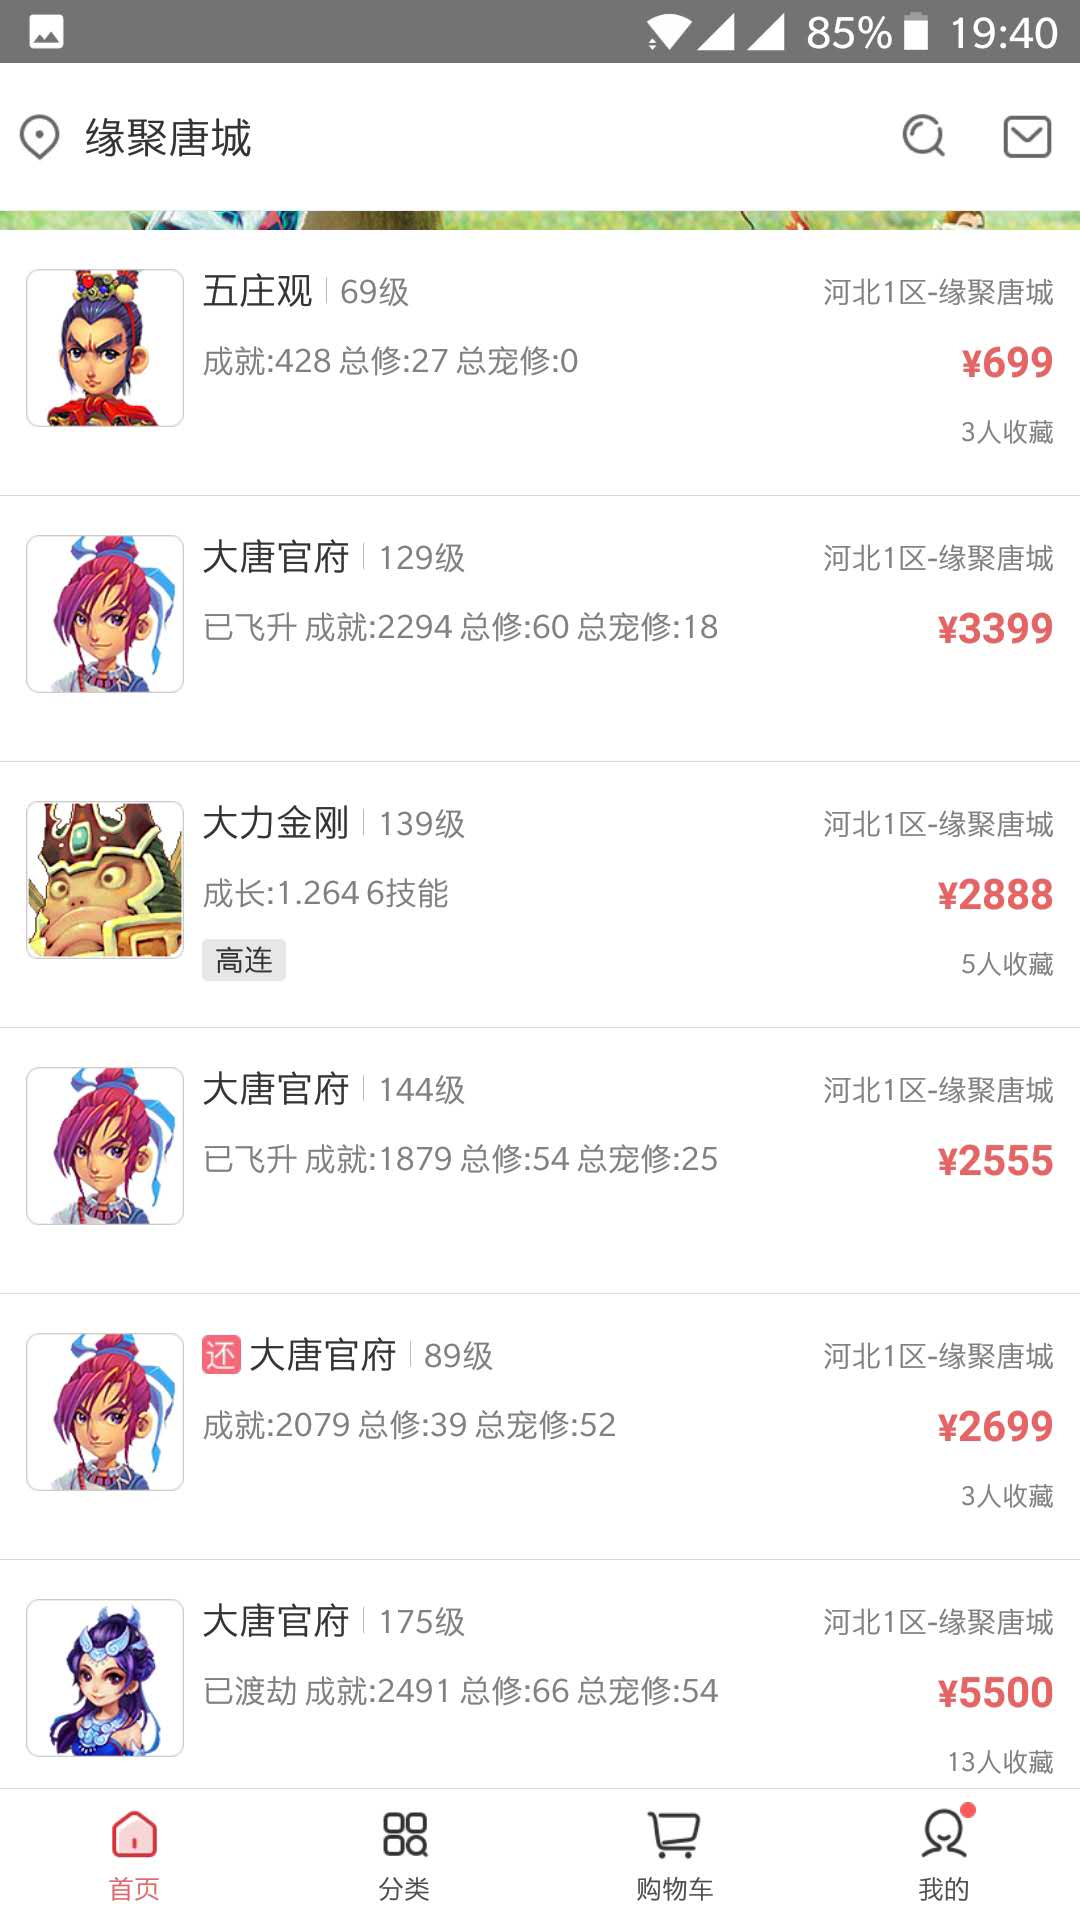 85% 19:40
缘聚唐城
五庄观 69级 河北1区-缘聚唐城
成就:428 总修:27 总宠修:0 ¥699
3人收藏
大唐官府 129级 河北1区-缘聚唐城
已飞升 成就:2294 总修:60 总宠修:18 ¥3399
大力金刚 139级 河北1区-缘聚唐城
成长:1.264 6技能 ¥2888
高连 5人收藏
大唐官府 144级 河北1区-缘聚唐城
已飞升 成就:1879 总修:54 总宠修:25 ¥2555
还 大唐官府 89级 河北1区-缘聚唐城
成就:2079 总修:39 总宠修:52 ¥2699
3人收藏
大唐官府 175级 河北1区-缘聚唐城
已渡劫 成就:2491 总修:66 总宠修:54 ¥5500
13人收藏
首页 分类 购物车 我的